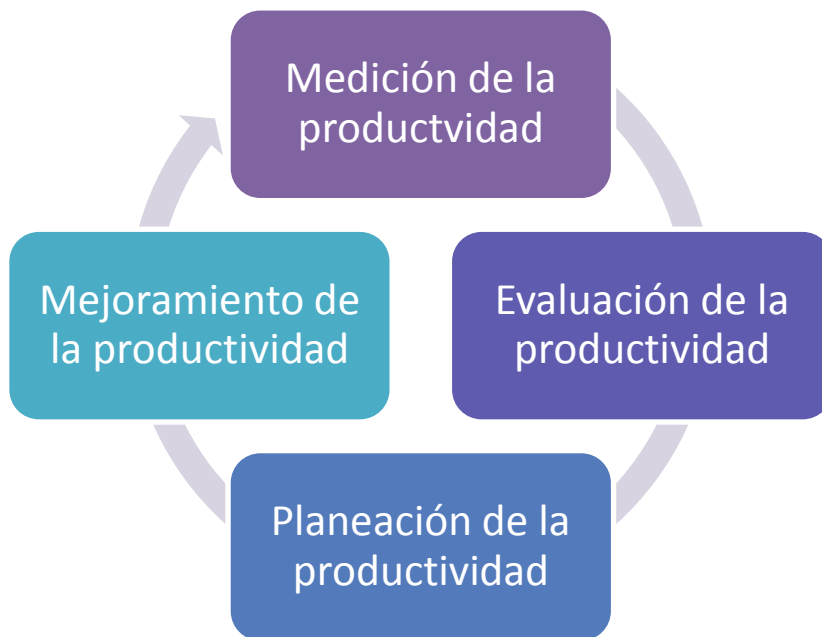 Medición de la
productvidad
Evaluación de la
productividad
Planeación de la
productividad
Mejoramiento de
la productividad